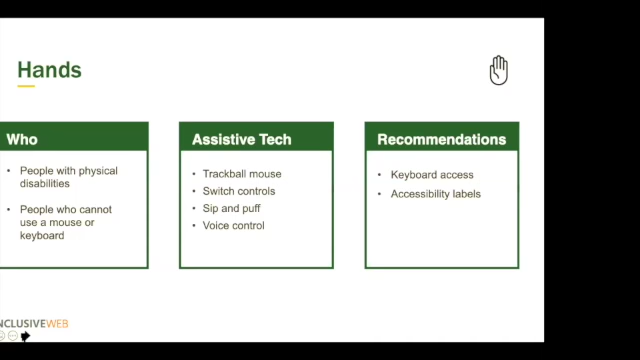 Hands
Who
• People with physical
disabilities
• People who cannot
use a mouse or
keyboard
Assistive Tech
• Trackball mouse
• Switch controls
• Sip and puff
• Voice control
Recommendations
• Keyboard access
• Accessibility labels
NCLUSIVEWEB